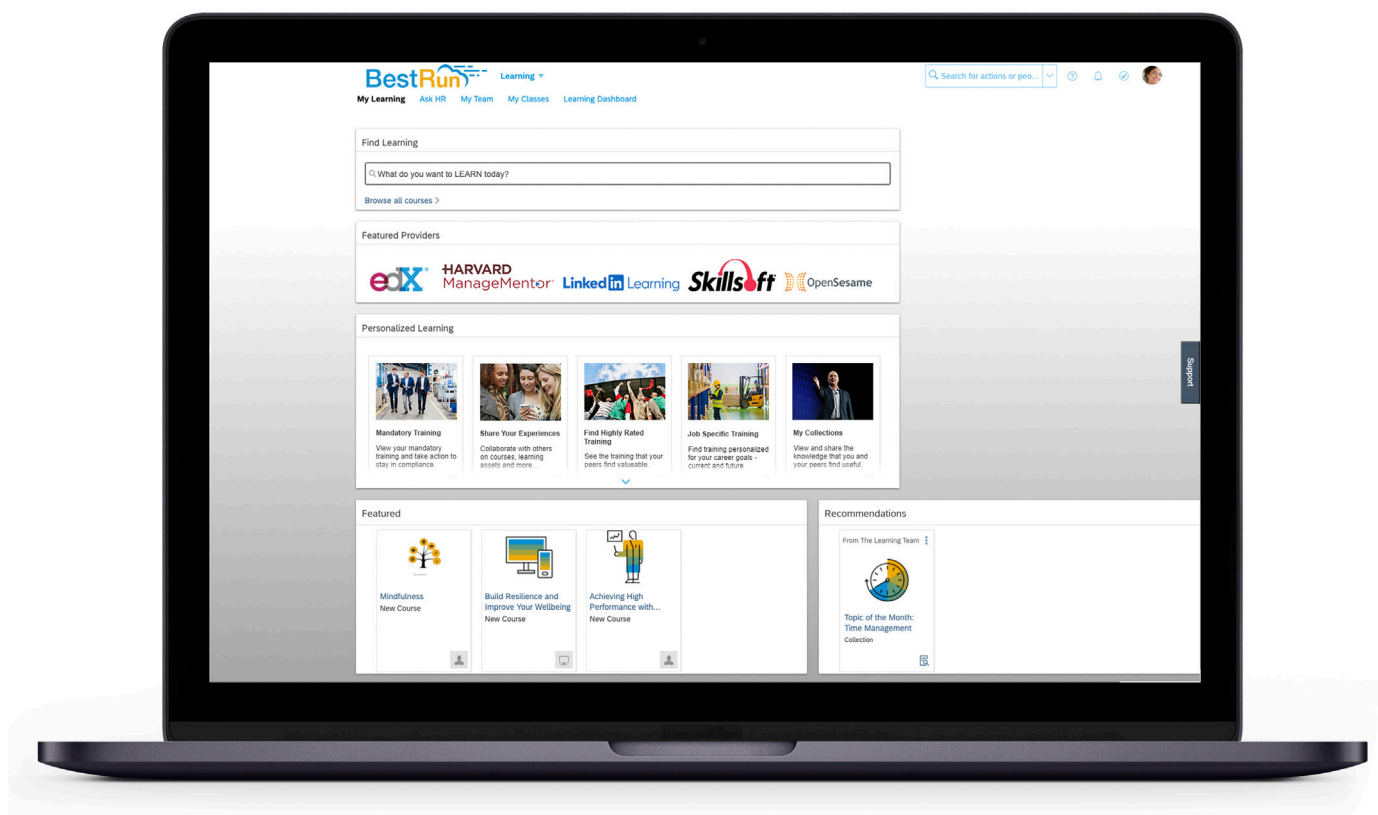 BestRun
Learning
Search for actions or peo...
My Learning Ask HR My Team My Classes Learning Dashboard
Find Learning
What do you want to LEARN today?
Browse all courses >
Featured Providers
edX
HARVARD
ManageMentor
LinkedIn Learning
Skillsoft
OpenSesame
Personalized Learning
Mandatory Training
View your mandatory
training and take action to
stay in compliance.
Share Your Experiences
Collaborate with others
on courses, learning
assets and more...
Find Highly Rated
Training
See the training that your
peers find valueable.
Job Specific Training
Find training personalized
for your career goals -
current and future
My Collections
View and share the
knowledge that you and
your peers find useful.
Support
Featured
Mindfulness
New Course
Build Resilience and
Improve Your Wellbeing
New Course
Achieving High
Performance with...
New Course
Recommendations
From The Learning Team
Topic of the Month:
Time Management
Collection